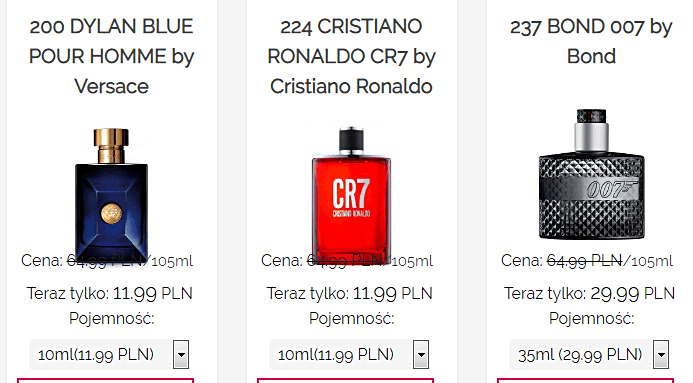 200 DYLAN BLUE
POUR HOMME by
Versace
Cena: 64.99 PLN/105ml
Teraz tylko: 11.99 PLN
Pojemność:
10ml(11.99 PLN)
224 CRISTIANO
RONALDO CR7 by
Cristiano Ronaldo
CR7
CRISTIANO RONALDO
Cena: 64.99 PLN/105ml
Teraz tylko: 11.99 PLN
Pojemność:
10ml(11.99 PLN)
237 BOND 007 by
Bond
007
Cena: 64.99 PLN/105ml
Teraz tylko: 29.99 PLN
Pojemność:
35ml (29.99 PLN)